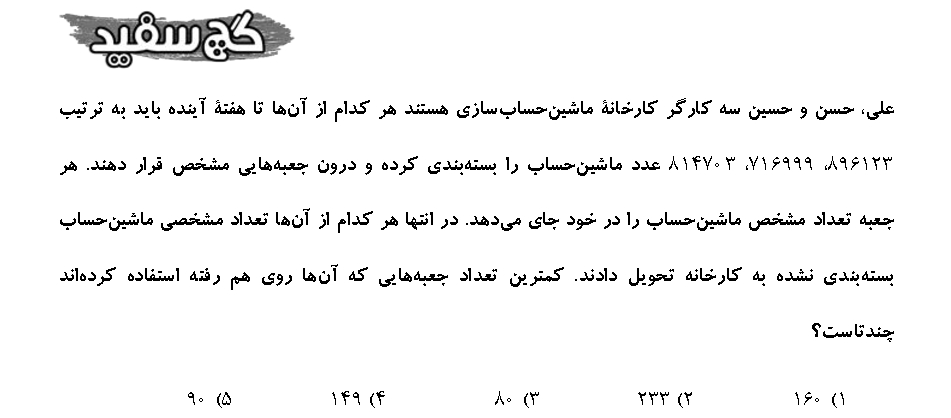 گچ سفید
علی، حسن و حسین سه کارگر کارخانهٔ ماشین‌حساب‌سازی هستند هر کدام از آن‌ها تا هفتهٔ آینده باید به ترتیب
۸۹۶۱۲۳، ۷۱۶۹۹۹، ۸۱۴۷۰۳ عدد ماشین‌حساب را بسته‌بندی کرده و درون جعبه‌هایی مشخص قرار دهند. هر
جعبه تعداد مشخص ماشین‌حساب را در خود جای می‌دهد. در انتها هر کدام از آن‌ها تعداد مشخصی ماشین‌حساب
بسته‌بندی نشده به کارخانه تحویل دادند. کمترین تعداد جعبه‌هایی که آن‌ها روی هم رفته استفاده کرده‌اند
چندتاست؟
۱) ۱۶۰ ۲) ۲۳۳ ۳) ۸۰ ۴) ۱۴۹ ۵) ۹۰